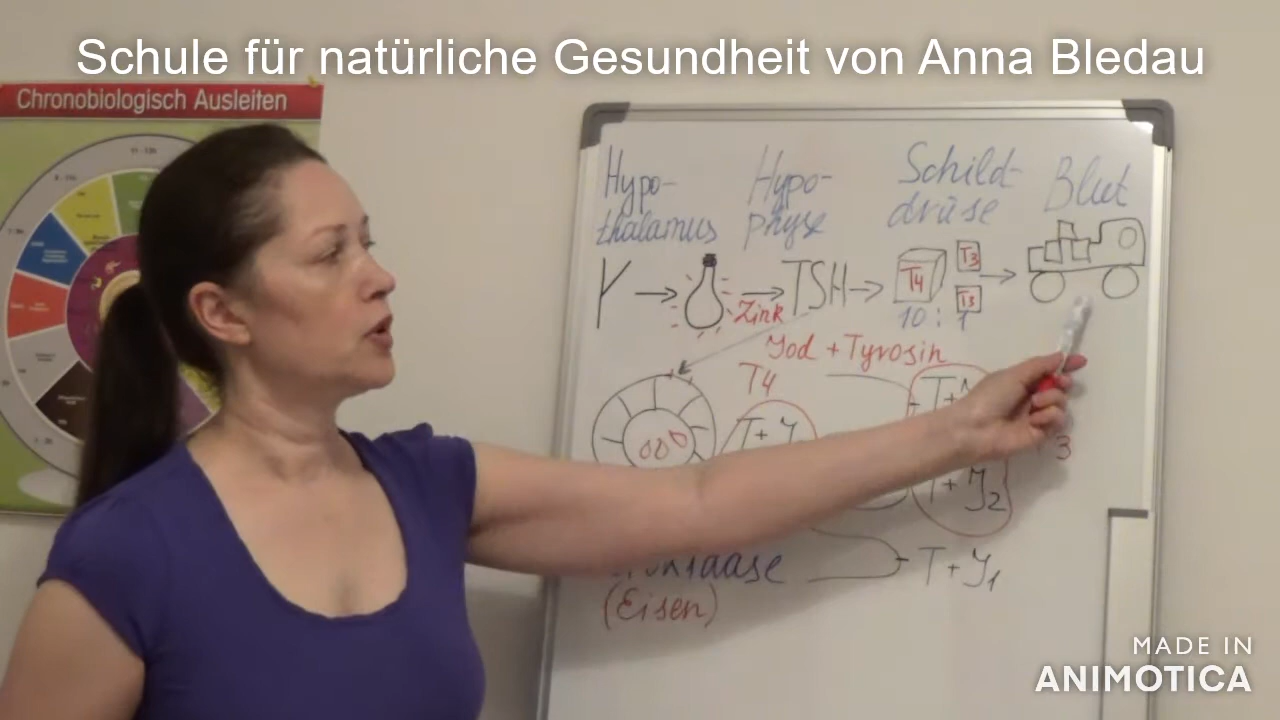 Schule für natürliche Gesundheit von Anna Bledau
Chronobiologisch Ausleiten
Hypo-
thalamus
Hypo-
physe
Schild-
drüse
Blut
Y
Zink
TSH
T4
T3
T3
10 : 1
Jod + Tyrosin
T4
T + J
3
T + J2
T + J1
(Eisen)
MADE IN
ANIMOTICA